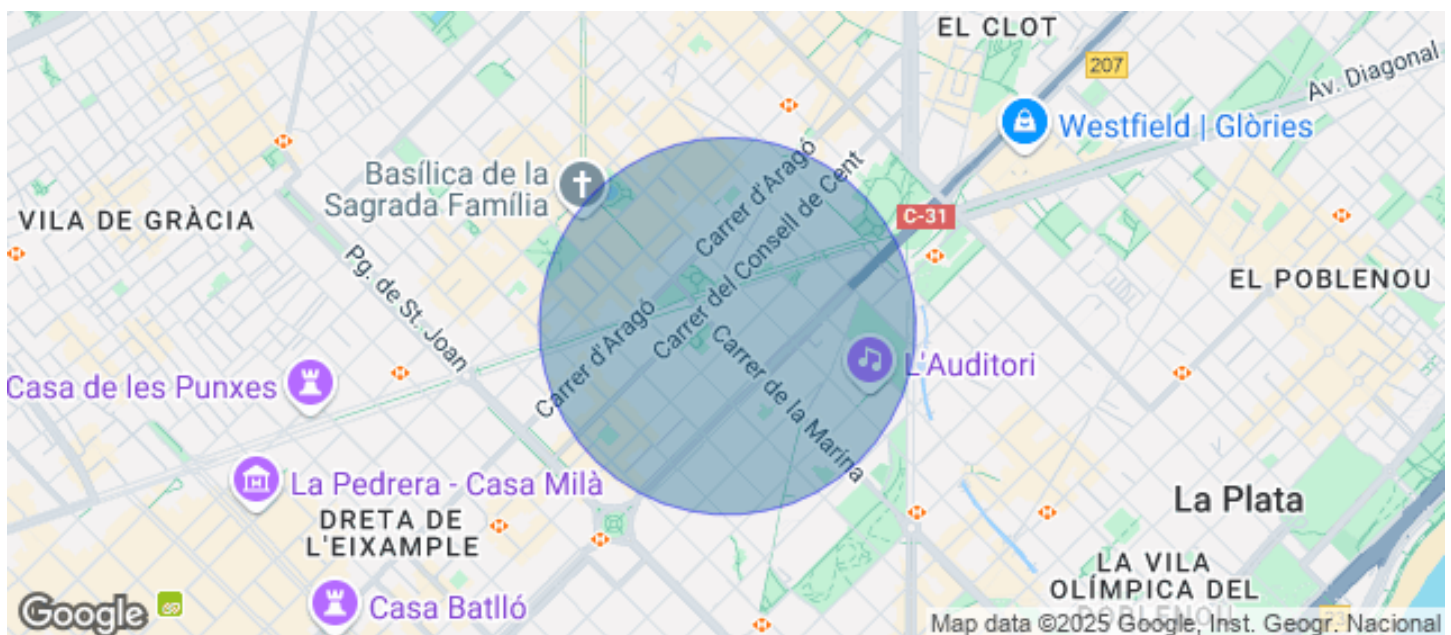 EL CLOT
207
Av. Diagonal
Westfield | Glòries
Basílica de la
Sagrada Família
Carrer d'Aragó
Carrer del Consell de Cent
C-31
VILA DE GRÀCIA
Pg. de St. Joan
EL POBLENOU
Carrer d'Aragó
Carrer de la Marina
L'Auditori
Casa de les Punxes
La Pedrera - Casa Milà
DRETA DE
L'EIXAMPLE
La Plata
LA VILA
OLÍMPICA DEL
POBLENOU
Casa Batlló
Google
Map data ©2025 Google, Inst. Geogr. Nacional